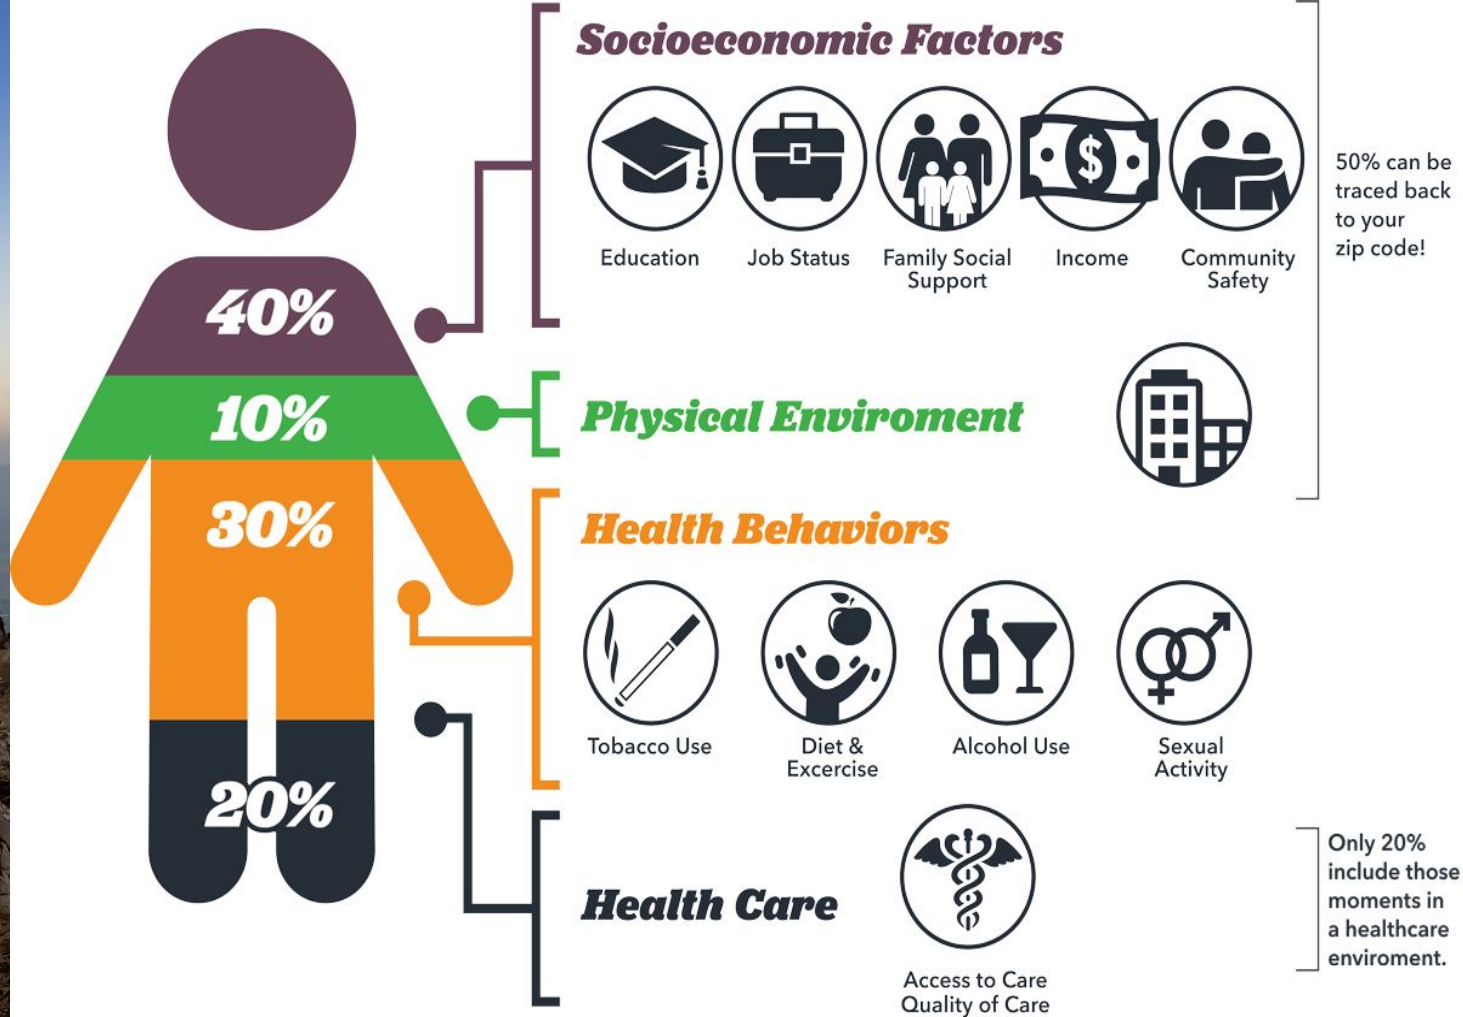 Socioeconomic Factors
Education
Job Status
Family Social
Support
Income
Community
Safety
50% can be
traced back
to your
zip code!
40%
10%
Physical Enviroment
30%
Health Behaviors
Tobacco Use
Diet &
Excercise
Alcohol Use
Sexual
Activity
20%
Health Care
$
Access to Care
Quality of Care
Only 20%
include those
moments in
a healthcare
enviroment.